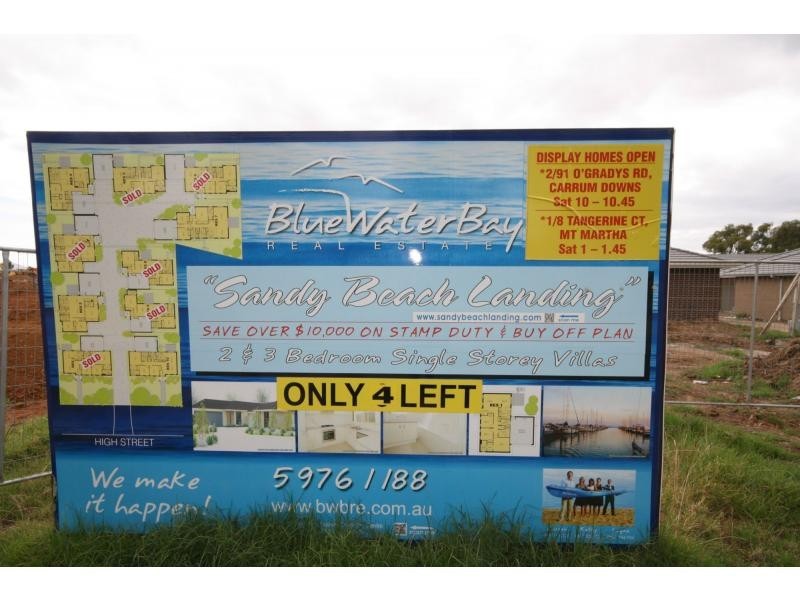 SOLD
SOLD
SOLD
SOLD
SOLD
SOLD
HIGH STREET
BlueWaterBay
REAL ESTATE
DISPLAY HOMES OPEN
*2/91 O'GRADYS RD,
CARRUM DOWNS
Sat 10 – 10.45
*1/8 TANGERINE CT,
MT MARTHA
Sat 1 – 1.45
"Sandy Beach Landing"
www.sandybeachlanding.com
SAVE OVER $10,000 ON STAMP DUTY & BUY OFF PLAN
2 & 3 Bedroom Single Storey Villas
ONLY 4 LEFT
We make
it happen!
5976 1188
www.bwbre.com.au